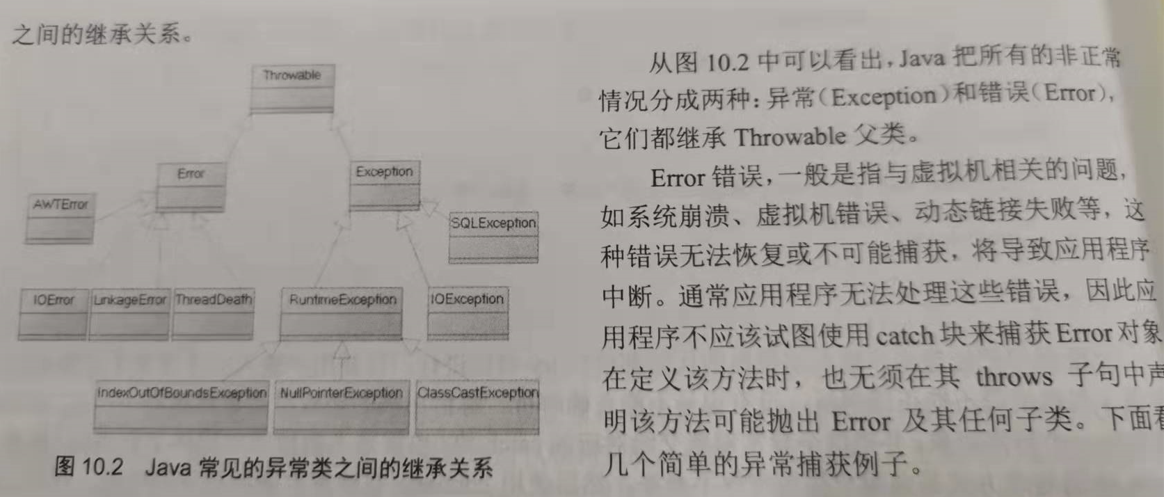 之间的继承关系。
Throwable
Error
Exception
AWTError
SQLException
IOError
LinkageError
ThreadDeath
RuntimeException
IOException
IndexOutOfBoundsException
NullPointerException
ClassCastException
图 10.2 Java 常见的异常类之间的继承关系
从图 10.2 中可以看出，Java 把所有的非正常
情况分成两种：异常（Exception）和错误（Error），
它们都继承 Throwable 父类。
Error 错误，一般是指与虚拟机相关的问题，
如系统崩溃、虚拟机错误、动态链接失败等，这
种错误无法恢复或不可能捕获，将导致应用程序
中断。通常应用程序无法处理这些错误，因此应
用程序不应该试图使用 catch 块来捕获 Error 对象
在定义该方法时，也无须在其 throws 子句中声
明该方法可能抛出 Error 及其任何子类。下面看
几个简单的异常捕获例子。